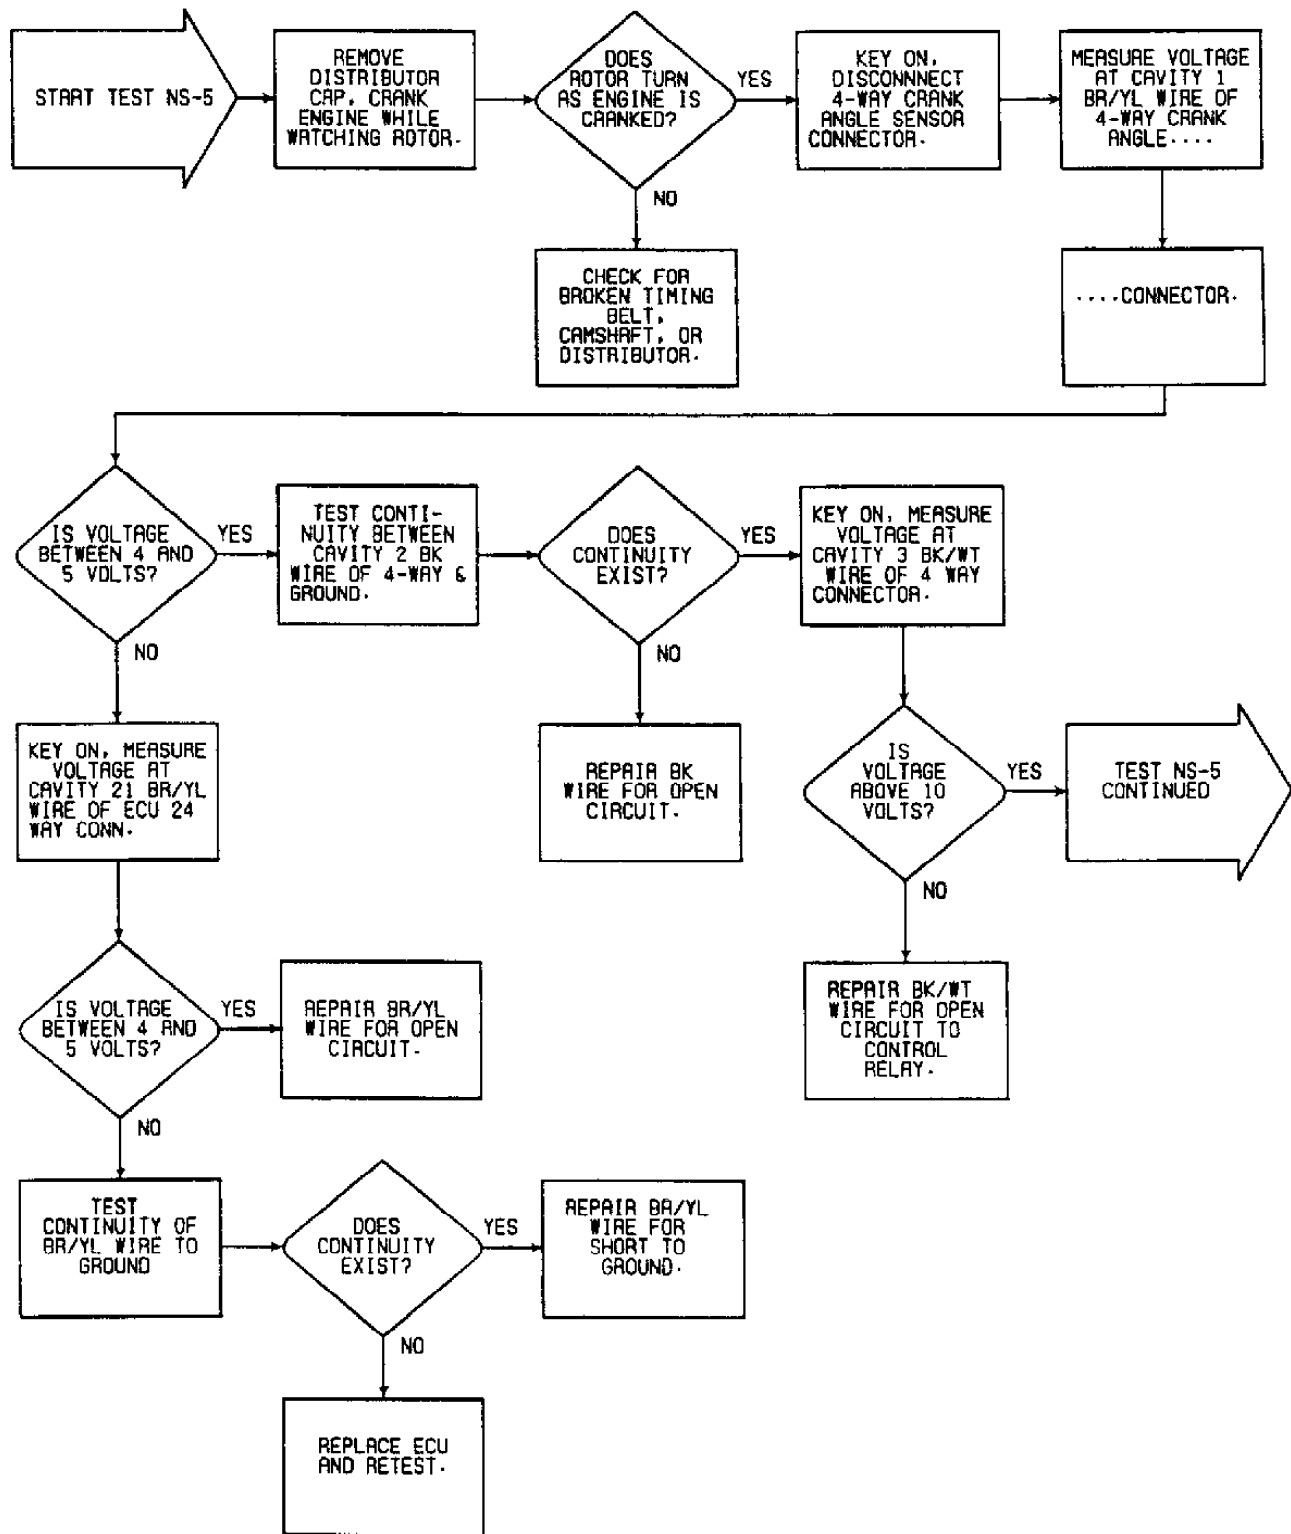 START TEST NS-5
REMOVE
DISTRIBUTOR
CAP, CRANK
ENGINE WHILE
WATCHING ROTOR.
DOES
ROTOR TURN
AS ENGINE IS
CRANKED?
YES
NO
KEY ON,
DISCONNNECT
4-WAY CRANK
ANGLE SENSOR
CONNECTOR.
MEASURE VOLTAGE
AT CAVITY 1
BR/YL WIRE OF
4-WAY CRANK
ANGLE....
CHECK FOR
BROKEN TIMING
BELT,
CAMSHAFT, OR
DISTRIBUTOR.
....CONNECTOR.
IS VOLTAGE
BETWEEN 4 AND
5 VOLTS?
YES
NO
TEST CONTI-
NUITY BETWEEN
CAVITY 2 BK
WIRE OF 4-WAY &
GROUND.
DOES
CONTINUITY
EXIST?
YES
NO
KEY ON, MEASURE
VOLTAGE AT
CAVITY 3 BK/WT
WIRE OF 4 WAY
CONNECTOR.
KEY ON, MEASURE
VOLTAGE AT
CAVITY 21 BR/YL
WIRE OF ECU 24
WAY CONN.
REPAIR BK
WIRE FOR OPEN
CIRCUIT.
IS
VOLTAGE
ABOVE 10
VOLTS?
YES
NO
TEST NS-5
CONTINUED
IS VOLTAGE
BETWEEN 4 AND
5 VOLTS?
YES
NO
REPAIR BR/YL
WIRE FOR OPEN
CIRCUIT.
REPAIR BK/WT
WIRE FOR OPEN
CIRCUIT TO
CONTROL
RELAY.
TEST
CONTINUITY OF
BR/YL WIRE TO
GROUND
DOES
CONTINUITY
EXIST?
YES
NO
REPAIR BR/YL
WIRE FOR
SHORT TO
GROUND.
REPLACE ECU
AND RETEST.